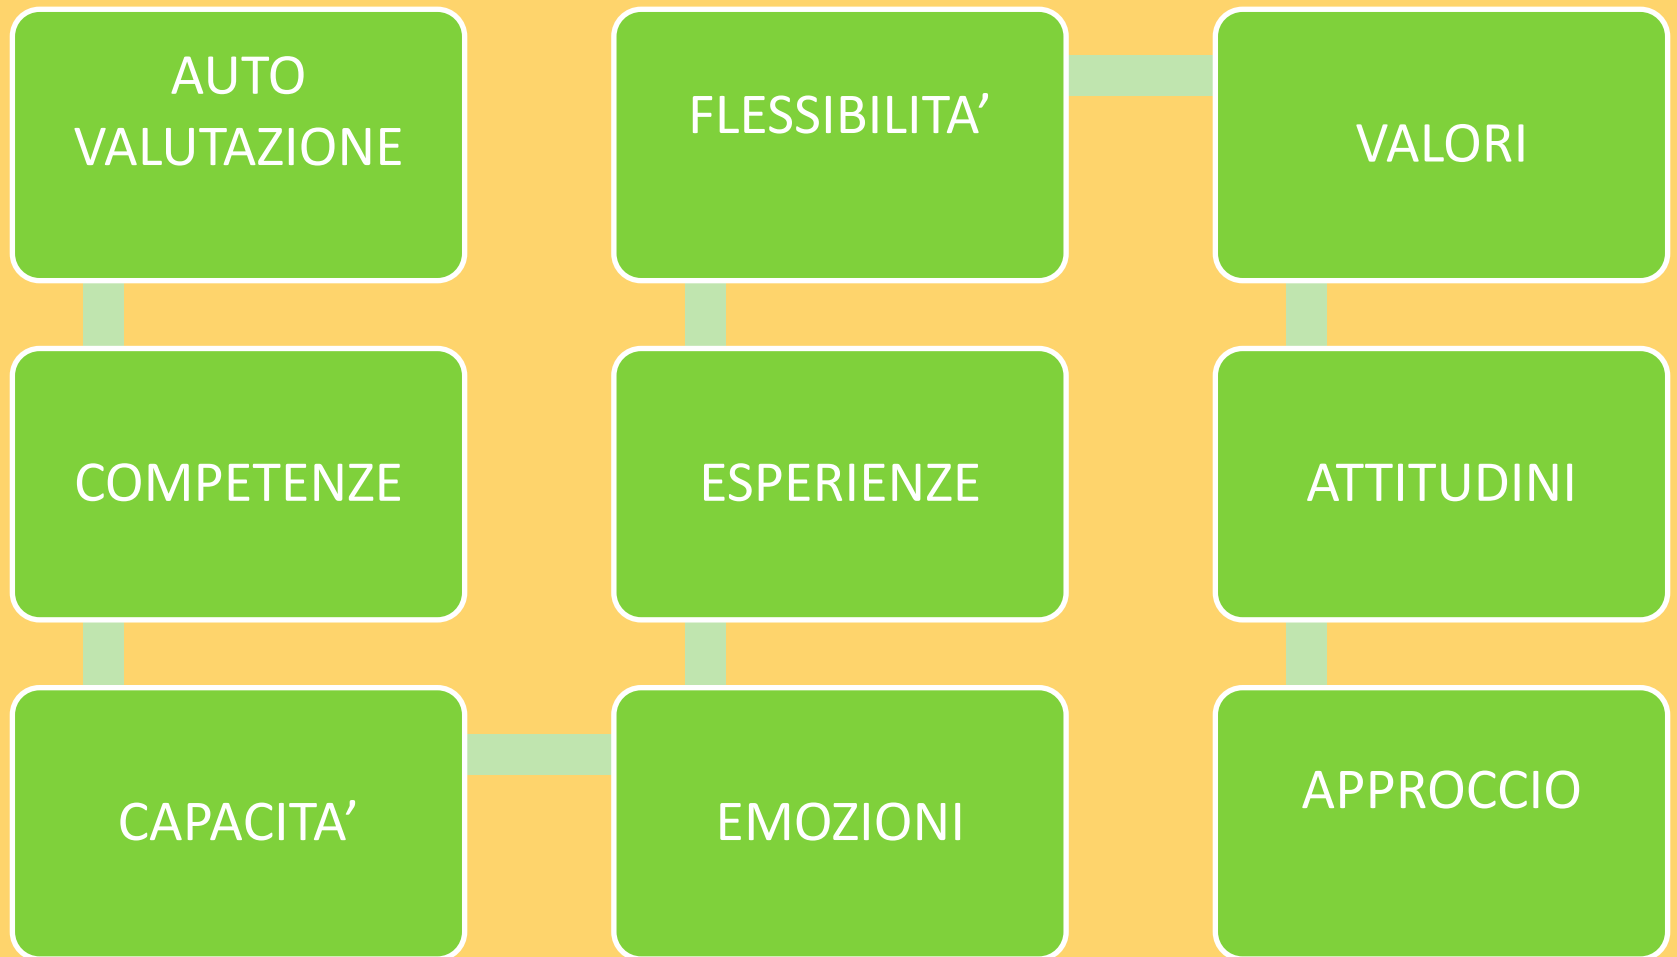 AUTO
VALUTAZIONE
COMPETENZE
CAPACITA’
EMOZIONI
ESPERIENZE
FLESSIBILITA’
VALORI
ATTITUDINI
APPROCCIO